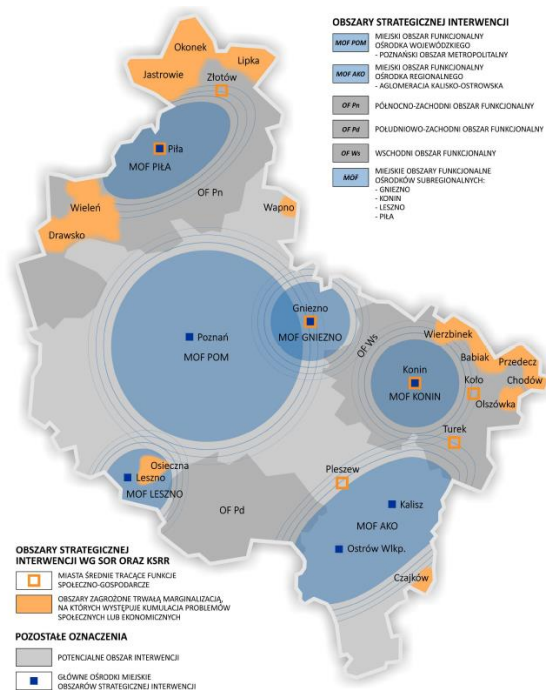 OBSZARY STRATEGICZNEJ INTERWENCJI
MOF POM
MIEJSKI OBSZAR FUNKCJONALNY
OŚRODKA WOJEWÓDZKIEGO
- POZNAŃSKI OBSZAR METROPOLITALNY
MOF AKO
MIEJSKI OBSZAR FUNKCJONALNY
OŚRODKA REGIONALNEGO
- AGLOMERACJA KALISKO-OSTROWSKA
OF Pn
PÓŁNOCNO-ZACHODNI OBSZAR FUNKCJONALNY
OF Pd
POŁUDNIOWO-ZACHODNI OBSZAR FUNKCJONALNY
OF Ws
WSCHODNI OBSZAR FUNKCJONALNY
MOF
MIEJSKIE OBSZARY FUNKCJONALNE
OŚRODKÓW SUBREGIONALNYCH:
- GNIEZNO
- KONIN
- LESZNO
- PIŁA
Okonek
Lipka
Jastrowie
Złotów
Piła
MOF PIŁA
OF Pn
Wieleń
Wapno
Drawsko
Gniezno
MOF GNIEZNO
Poznań
MOF POM
OF Ws
Wierzbinek
Babiak
Przedecz
Konin
MOF KONIN
Koło
Chodów
Olszówka
Turek
Osieczna
Leszno
MOF LESZNO
Pleszew
OF Pd
Kalisz
MOF AKO
Ostrów Wlkp.
Czajków
OBSZARY STRATEGICZNEJ
INTERWENCJI WG SOR ORAZ KSRR
MIASTA ŚREDNIE TRACĄCE FUNKCJE
SPOŁECZNO-GOSPODARCZE
OBSZARY ZAGROŻONE TRWAŁĄ MARGINALIZACJĄ,
NA KTÓRYCH WYSTĘPUJE KUMULACJA PROBLEMÓW
SPOŁECZNYCH LUB EKONOMICZNYCH
POZOSTAŁE OZNACZENIA
POTENCJALNE OBSZAR INTERWENCJI
GŁÓWNE OŚRODKI MIEJSKIE
OBSZARÓW STRATEGICZNEJ INTERWENCJI